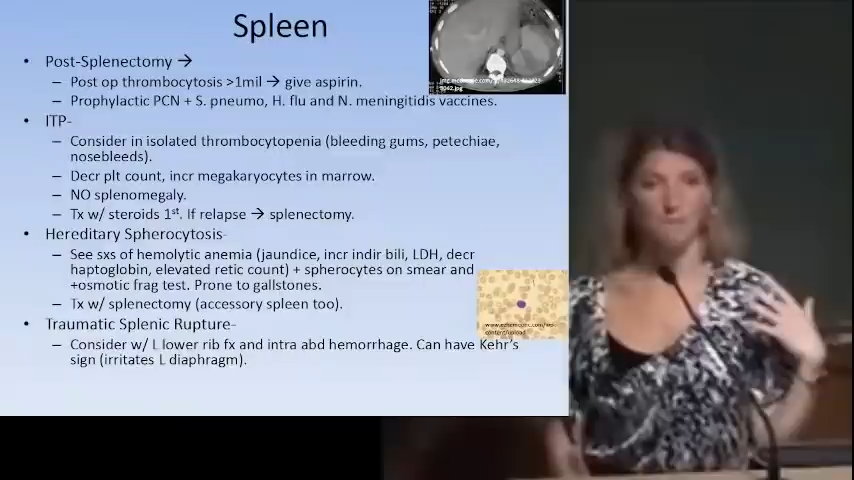 Spleen
• Post-Splenectomy →
– Post op thrombocytosis >1mil → give aspirin.
– Prophylactic PCN + S. pneumo, H. flu and N. meningitidis vaccines.
• ITP-
– Consider in isolated thrombocytopenia (bleeding gums, petechiae,
nosebleeds).
– Decr plt count, incr megakaryocytes in marrow.
– NO splenomegaly.
– Tx w/ steroids 1st. If relapse → splenectomy.
• Hereditary Spherocytosis-
– See sxs of hemolytic anemia (jaundice, incr indir bili, LDH, decr
haptoglobin, elevated retic count) + spherocytes on smear and
+osmotic frag test. Prone to gallstones.
– Tx w/ splenectomy (accessory spleen too).
• Traumatic Splenic Rupture-
– Consider w/ L lower rib fx and intra abd hemorrhage. Can have Kehr's
sign (irritates L diaphragm).